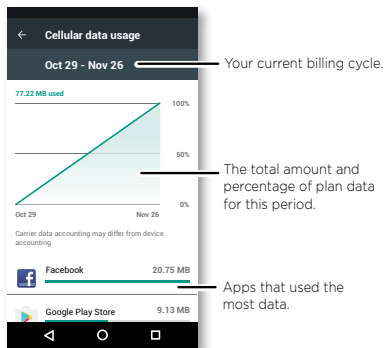 Cellular data usage
Oct 29 - Nov 26
Your current billing cycle.
77.22 MB used
100%
50%
0%
Oct 29
Nov 26
The total amount and
percentage of plan data
for this period.
Carrier data accounting may differ from device
accounting
Facebook
20.75 MB
Apps that used the
most data.
Google Play Store
9.13 MB